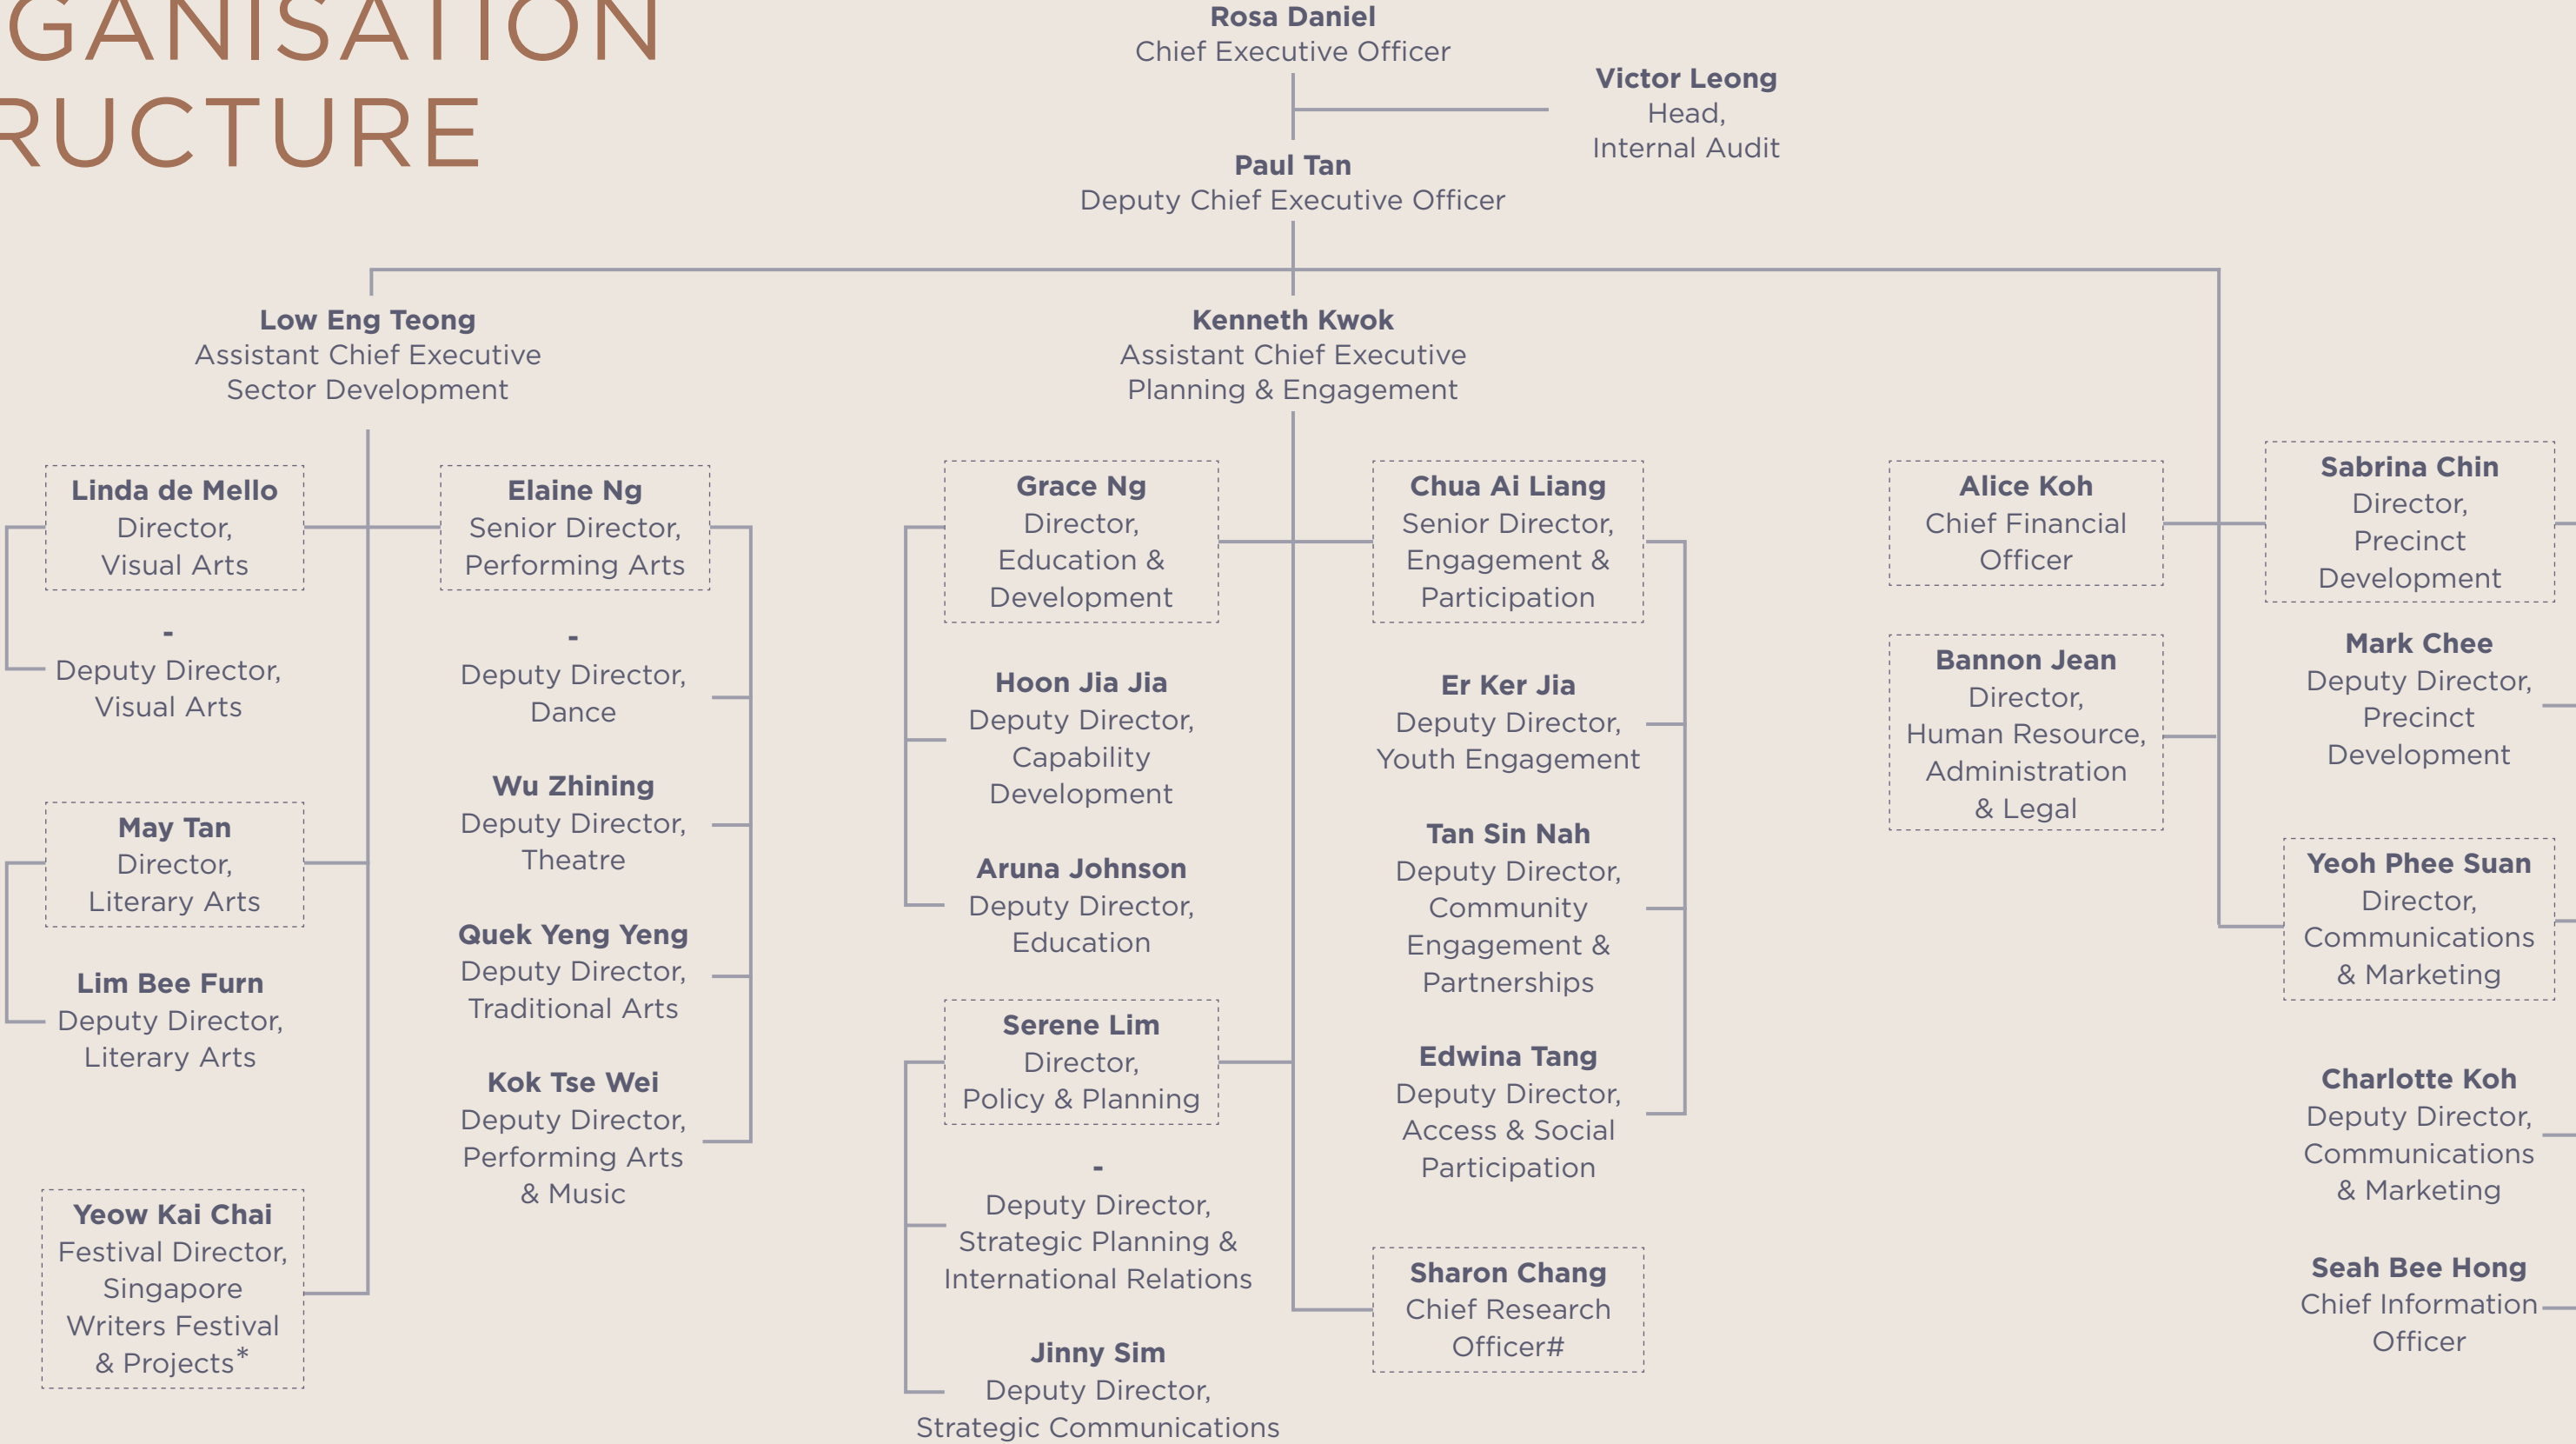 GANISATION
RUCTURE
Rosa Daniel
Chief Executive Officer
Victor Leong
Head,
Internal Audit
Paul Tan
Deputy Chief Executive Officer
Low Eng Teong
Assistant Chief Executive
Sector Development
Linda de Mello
Director,
Visual Arts
-
Deputy Director,
Visual Arts
May Tan
Director,
Literary Arts
Lim Bee Furn
Deputy Director,
Literary Arts
Yeow Kai Chai
Festival Director,
Singapore
Writers Festival
& Projects*
Elaine Ng
Senior Director,
Performing Arts
-
Deputy Director,
Dance
Wu Zhining
Deputy Director,
Theatre
Quek Yeng Yeng
Deputy Director,
Traditional Arts
Kok Tse Wei
Deputy Director,
Performing Arts
& Music
Kenneth Kwok
Assistant Chief Executive
Planning & Engagement
Grace Ng
Director,
Education &
Development
Hoon Jia Jia
Deputy Director,
Capability
Development
Aruna Johnson
Deputy Director,
Education
Serene Lim
Director,
Policy & Planning
-
Deputy Director,
Strategic Planning &
International Relations
Jinny Sim
Deputy Director,
Strategic Communications
Chua Ai Liang
Senior Director,
Engagement &
Participation
Er Ker Jia
Deputy Director,
Youth Engagement
Tan Sin Nah
Deputy Director,
Community
Engagement &
Partnerships
Edwina Tang
Deputy Director,
Access & Social
Participation
Sharon Chang
Chief Research
Officer#
Alice Koh
Chief Financial
Officer
Bannon Jean
Director,
Human Resource,
Administration
& Legal
Sabrina Chin
Director,
Precinct
Development
Mark Chee
Deputy Director,
Precinct
Development
Yeoh Phee Suan
Director,
Communications
& Marketing
Charlotte Koh
Deputy Director,
Communications
& Marketing
Seah Bee Hong
Chief Information
Officer